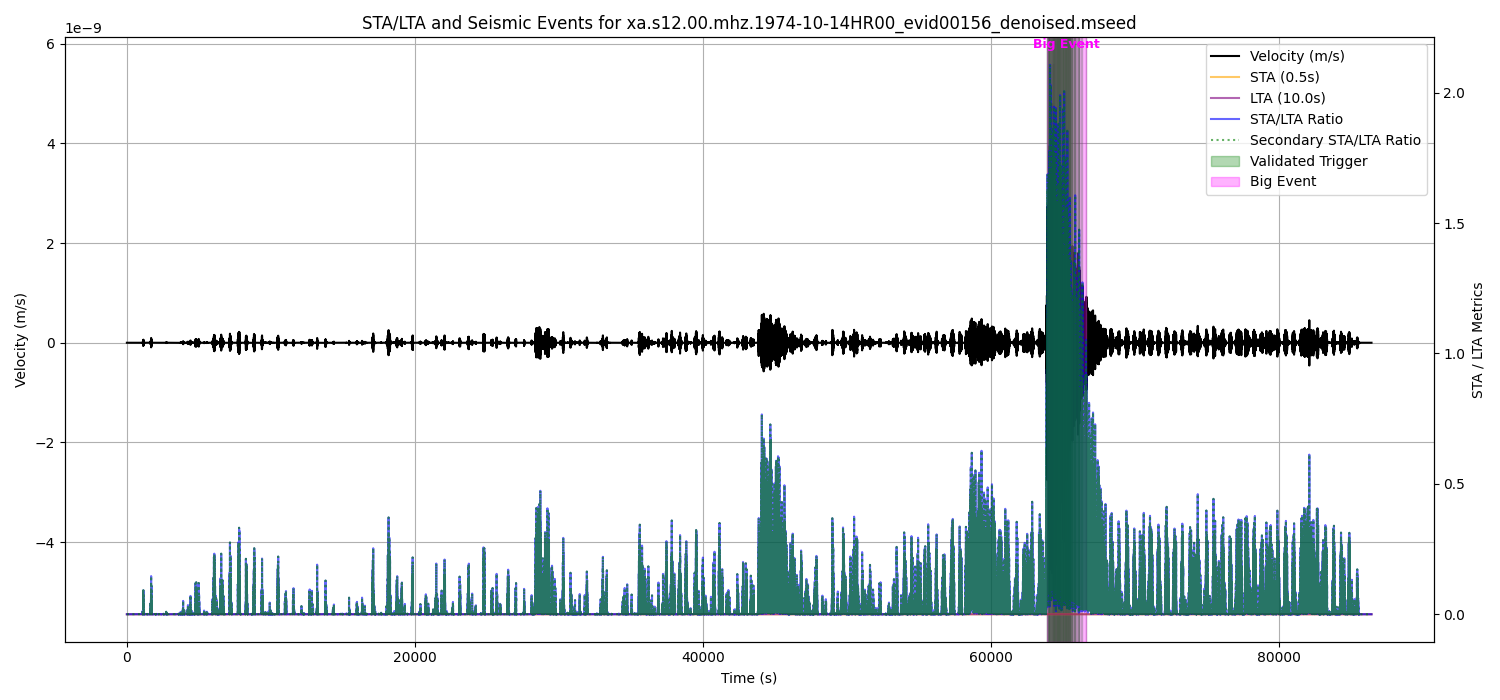 STA/LTA and Seismic Events for xa.s12.00.mhz.1974-10-14HR00_evid00156_denoised.mseed
1e−9
Big Event
6
4
2
0
−2
−4
Velocity (m/s)
Velocity (m/s)
STA (0.5s)
LTA (10.0s)
STA/LTA Ratio
Secondary STA/LTA Ratio
Validated Trigger
Big Event
2.0
1.5
1.0
0.5
0.0
STA / LTA Metrics
0 20000 40000 60000 80000
Time (s)